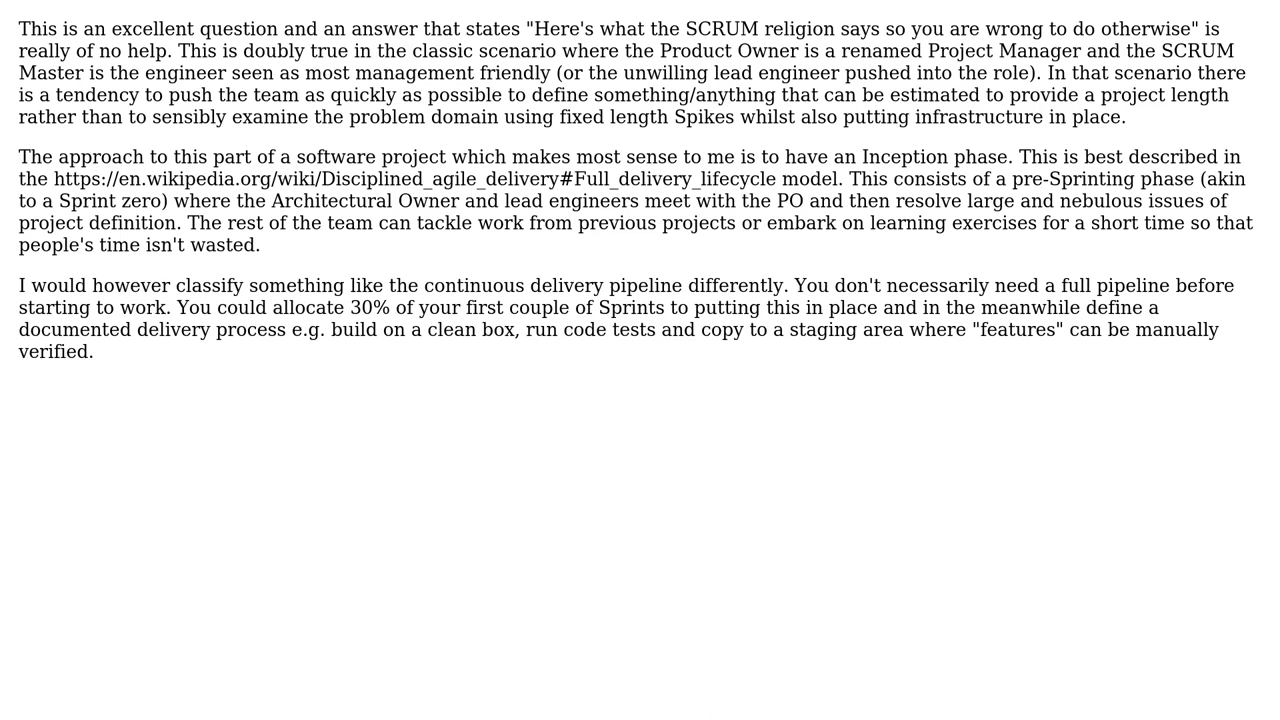 This is an excellent question and an answer that states "Here's what the SCRUM religion says so you are wrong to do otherwise" is
really of no help. This is doubly true in the classic scenario where the Product Owner is a renamed Project Manager and the SCRUM
Master is the engineer seen as most management friendly (or the unwilling lead engineer pushed into the role). In that scenario there
is a tendency to push the team as quickly as possible to define something/anything that can be estimated to provide a project length
rather than to sensibly examine the problem domain using fixed length Spikes whilst also putting infrastructure in place.
The approach to this part of a software project which makes most sense to me is to have an Inception phase. This is best described in
the https://en.wikipedia.org/wiki/Disciplined_agile_delivery#Full_delivery_lifecycle model. This consists of a pre-Sprinting phase (akin
to a Sprint zero) where the Architectural Owner and lead engineers meet with the PO and then resolve large and nebulous issues of
project definition. The rest of the team can tackle work from previous projects or embark on learning exercises for a short time so that
people's time isn't wasted.
I would however classify something like the continuous delivery pipeline differently. You don't necessarily need a full pipeline before
starting to work. You could allocate 30% of your first couple of Sprints to putting this in place and in the meanwhile define a
documented delivery process e.g. build on a clean box, run code tests and copy to a staging area where "features" can be manually
verified.